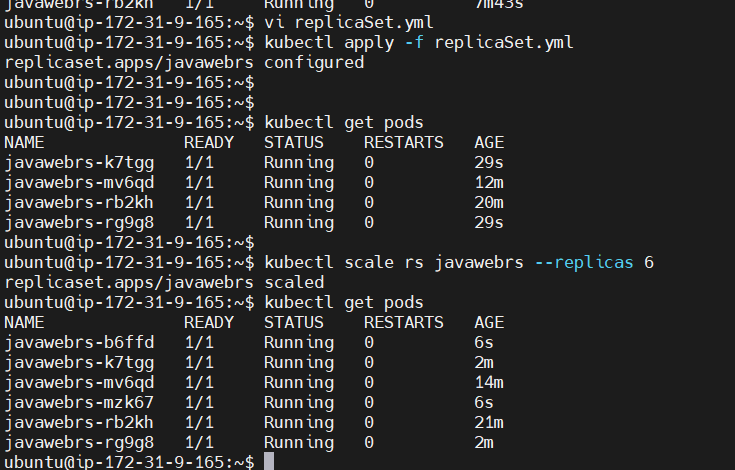 javawebrs-rb2kh   1/1     Running   0          7m43s
ubuntu@ip-172-31-9-165:~$ vi replicaSet.yml
ubuntu@ip-172-31-9-165:~$ kubectl apply -f replicaSet.yml
replicaset.apps/javawebrs configured
ubuntu@ip-172-31-9-165:~$
ubuntu@ip-172-31-9-165:~$
ubuntu@ip-172-31-9-165:~$ kubectl get pods
NAME              READY   STATUS    RESTARTS   AGE
javawebrs-k7tgg   1/1     Running   0          29s
javawebrs-mv6qd   1/1     Running   0          12m
javawebrs-rb2kh   1/1     Running   0          20m
javawebrs-rg9g8   1/1     Running   0          29s
ubuntu@ip-172-31-9-165:~$
ubuntu@ip-172-31-9-165:~$ kubectl scale rs javawebrs --replicas 6
replicaset.apps/javawebrs scaled
ubuntu@ip-172-31-9-165:~$ kubectl get pods
NAME              READY   STATUS    RESTARTS   AGE
javawebrs-b6ffd   1/1     Running   0          6s
javawebrs-k7tgg   1/1     Running   0          2m
javawebrs-mv6qd   1/1     Running   0          14m
javawebrs-mzk67   1/1     Running   0          6s
javawebrs-rb2kh   1/1     Running   0          21m
javawebrs-rg9g8   1/1     Running   0          2m
ubuntu@ip-172-31-9-165:~$